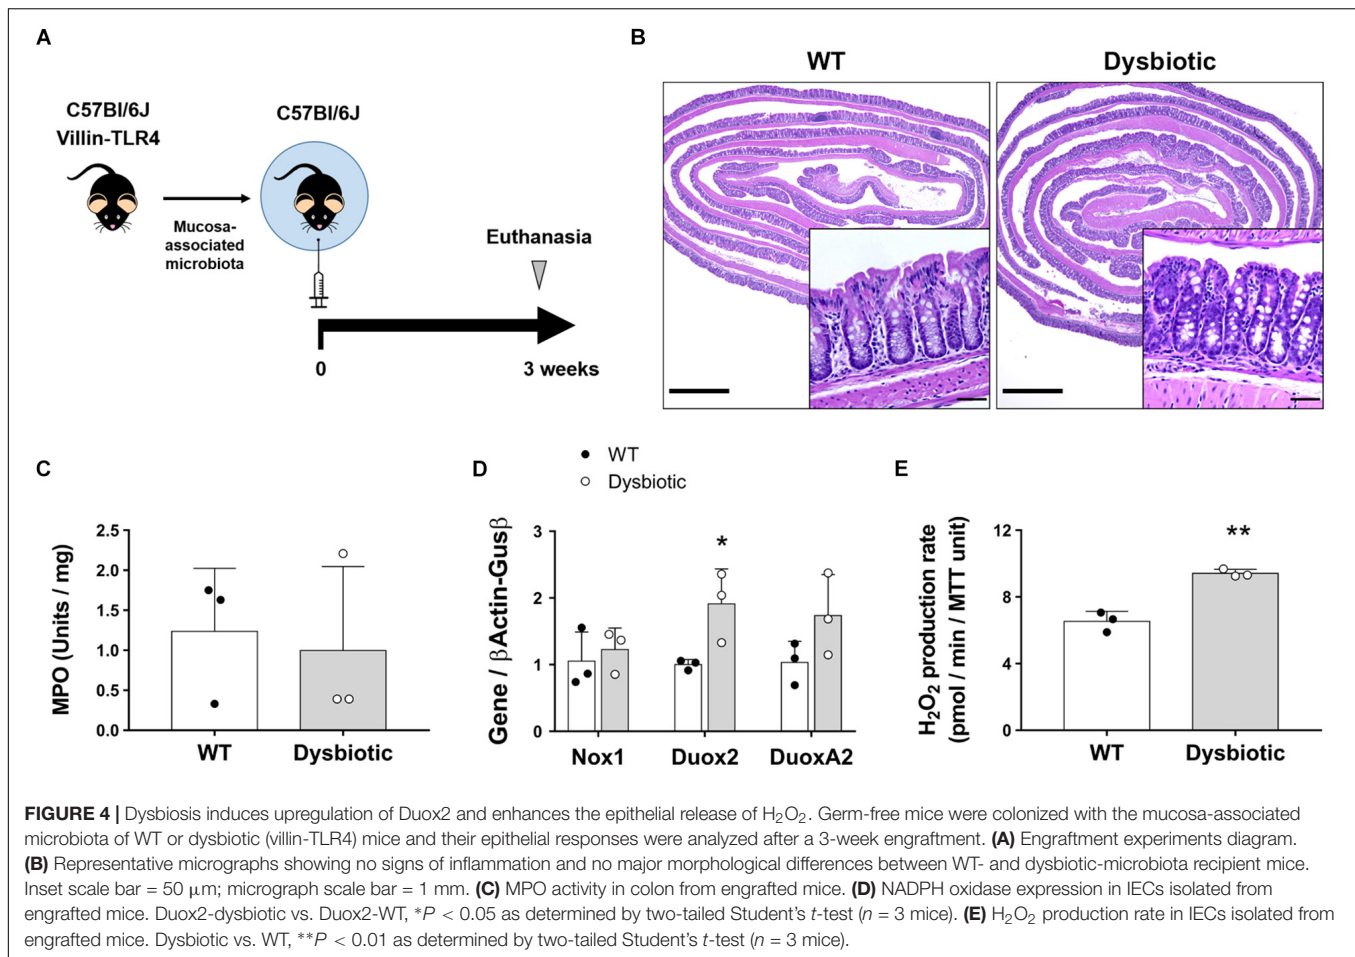 A
C57Bl/6J
Villin-TLR4
C57Bl/6J
Mucosa-
associated
microbiota
Euthanasia
0
3 weeks
B
WT
Dysbiotic
C
MPO (Units / mg)
2.5
2.0
1.5
1.0
0.5
0.0
WT
Dysbiotic
D
WT
Dysbiotic
Gene / βActin-Gusβ
3
2
1
0
*
Nox1
Duox2
DuoxA2
E
H₂O₂ production rate
(pmol / min / MTT unit)
12
8
4
0
**
WT
Dysbiotic
FIGURE 4 | Dysbiosis induces upregulation of Duox2 and enhances the epithelial release of H₂O₂. Germ-free mice were colonized with the mucosa-associated
microbiota of WT or dysbiotic (villin-TLR4) mice and their epithelial responses were analyzed after a 3-week engraftment. (A) Engraftment experiments diagram.
(B) Representative micrographs showing no signs of inflammation and no major morphological differences between WT- and dysbiotic-microbiota recipient mice.
Inset scale bar = 50 μm; micrograph scale bar = 1 mm. (C) MPO activity in colon from engrafted mice. (D) NADPH oxidase expression in IECs isolated from
engrafted mice. Duox2-dysbiotic vs. Duox2-WT, *P < 0.05 as determined by two-tailed Student's t-test (n = 3 mice). (E) H₂O₂ production rate in IECs isolated from
engrafted mice. Dysbiotic vs. WT, **P < 0.01 as determined by two-tailed Student's t-test (n = 3 mice).